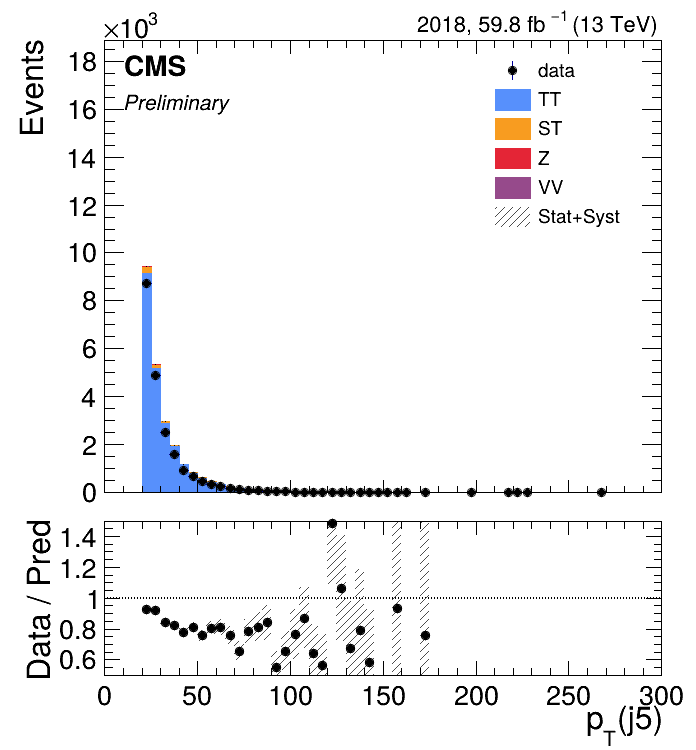 ×10³
2018, 59.8 fb⁻¹ (13 TeV)
Events
CMS
Preliminary
data
TT
ST
Z
VV
Stat+Syst
18
16
14
12
10
8
6
4
2
0
Data / Pred
1.4
1.2
1
0.8
0.6
0 50 100 150 200 250 300
p_T(j5)